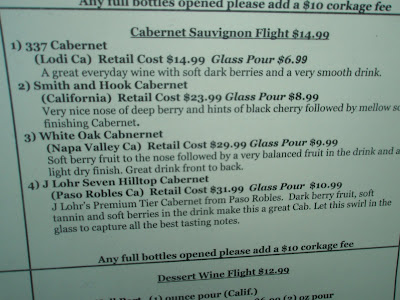 Any full bottles opened please add a $10 corkage fee
Cabernet Sauvignon Flight $14.99
1) 337 Cabernet
(Lodi Ca) Retail Cost $14.99 Glass Pour $6.99
A great everyday wine with soft dark berries and a very smooth drink.
2) Smith and Hook Cabernet
(California) Retail Cost $23.99 Glass Pour $8.99
Very nice nose of deep berry and hints of black cherry followed by mellow so
finishing Cabernet.
3) White Oak Cabnernet
(Napa Valley Ca) Retail Cost $29.99 Glass Pour $9.99
Soft berry fruit to the nose followed by a very balanced fruit in the drink and a
light dry finish. Great drink front to back.
4) J Lohr Seven Hilltop Cabernet
(Paso Robles Ca) Retail Cost $31.99 Glass Pour $10.99
J Lohr's Premium Tier Cabernet from Paso Robles. Dark berry fruit, soft
tannin and soft berries in the drink make this a great Cab. Let this swirl in the
glass to capture all the best tasting notes.
Any full bottles opened please add a $10 corkage fee
Dessert Wine Flight $12.99
(1) ounce pour (Calif.)
(2) oz pour